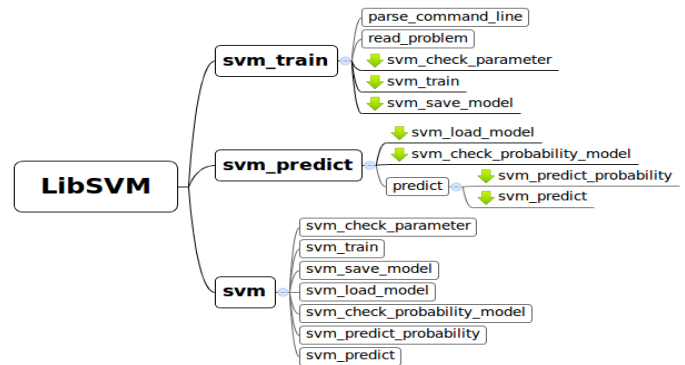 LibSVM
svm_train
parse_command_line
read_problem
svm_check_parameter
svm_train
svm_save_model
svm_predict
svm_load_model
svm_check_probability_model
predict
svm_predict_probability
svm_predict
svm
svm_check_parameter
svm_train
svm_save_model
svm_load_model
svm_check_probability_model
svm_predict_probability
svm_predict